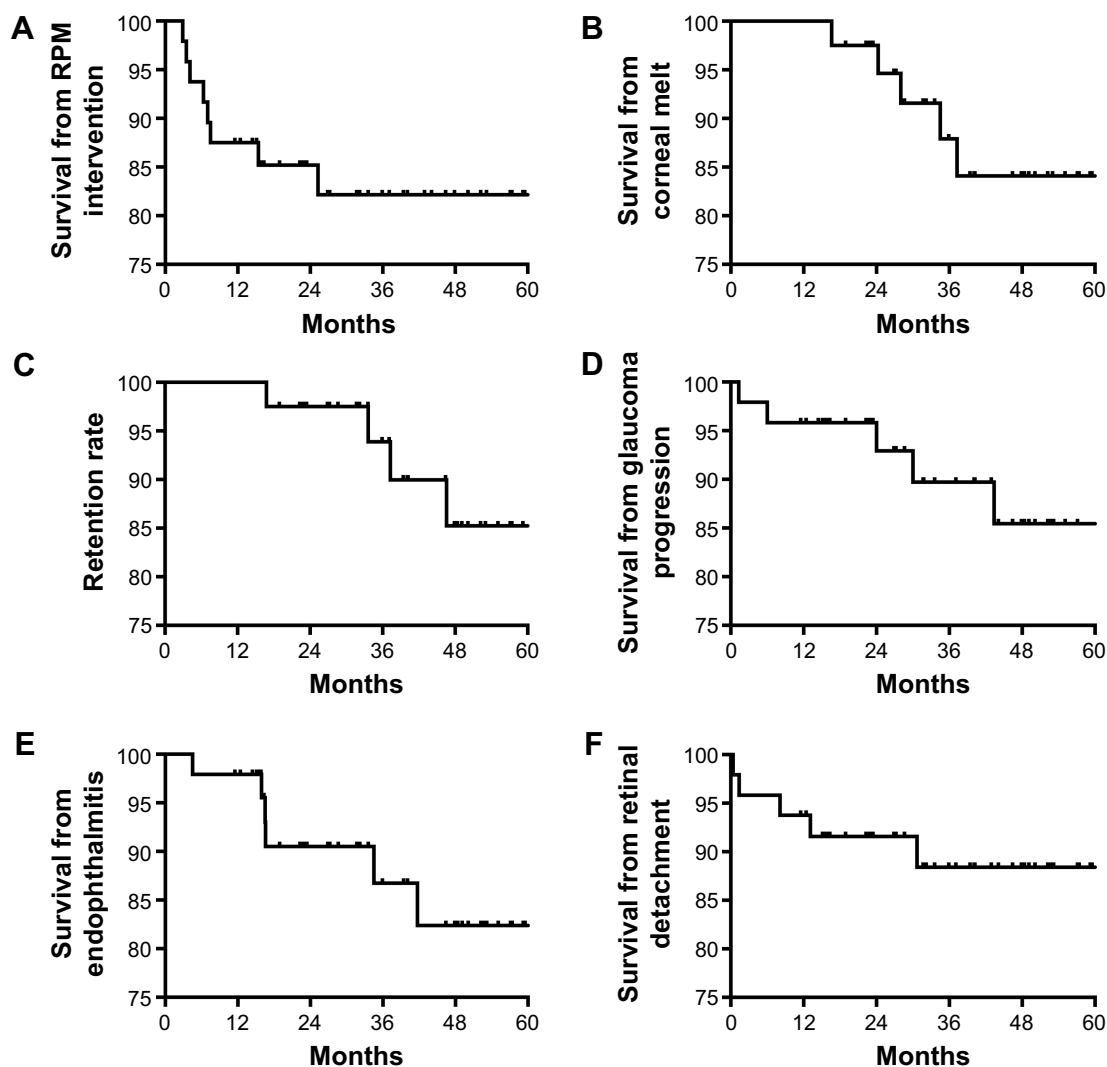 A
Survival from RPM
intervention
100
95
90
85
80
75
0 12 24 36 48 60
Months
B
Survival from
corneal melt
100
95
90
85
80
75
0 12 24 36 48 60
Months
C
Retention rate
100
95
90
85
80
75
0 12 24 36 48 60
Months
D
Survival from glaucoma
progression
100
95
90
85
80
75
0 12 24 36 48 60
Months
E
Survival from
endophthalmitis
100
95
90
85
80
75
0 12 24 36 48 60
Months
F
Survival from retinal
detachment
100
95
90
85
80
75
0 12 24 36 48 60
Months